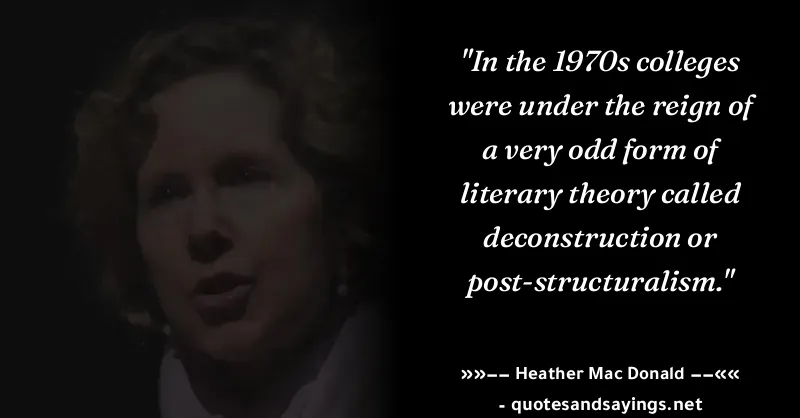 "In the 1970s colleges
were under the reign of
a very odd form of
literary theory called
deconstruction or
post-structuralism."
»»–– Heather Mac Donald ––««
- quotesandsayings.net